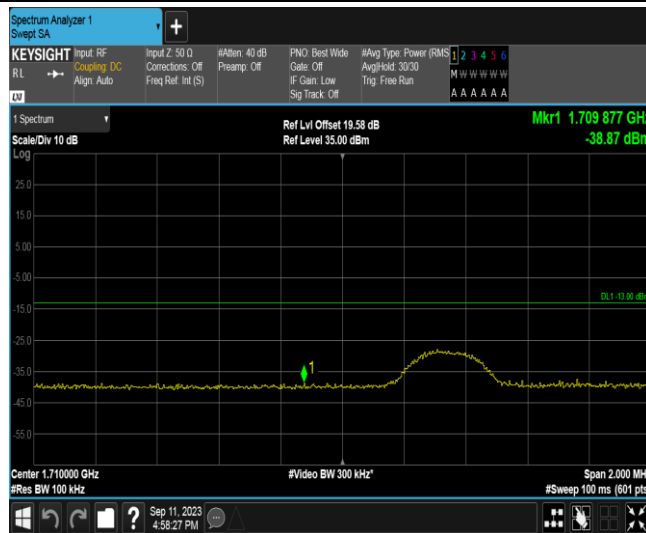 Spectrum Analyzer 1
Swept SA
+
KEYSIGHT
RL
LXI
Input: RF
Coupling: DC
Align: Auto
Input Z: 50 Ω
Corrections: Off
Freq Ref: Int (S)
#Atten: 40 dB
Preamp: Off
PNO: Best Wide
Gate: Off
IF Gain: Low
Sig Track: Off
#Avg Type: Power (RMS
Avg|Hold: 30/30
Trig: Free Run
1 2 3 4 5 6
M W W W W W
A A A A A A
1 Spectrum
Scale/Div 10 dB
Log
Ref Lvl Offset 19.58 dB
Ref Level 35.00 dBm
Mkr1 1.709 877 GHz
-38.87 dBm
25.0
15.0
5.00
-5.00
DL1 -13.00 dBm
-15.0
-25.0
1
-35.0
-45.0
-55.0
Center 1.710000 GHz
#Video BW 300 kHz*
Span 2.000 MH
#Res BW 100 kHz
#Sweep 100 ms (601 pts
?
Sep 11, 2023
4:58:27 PM